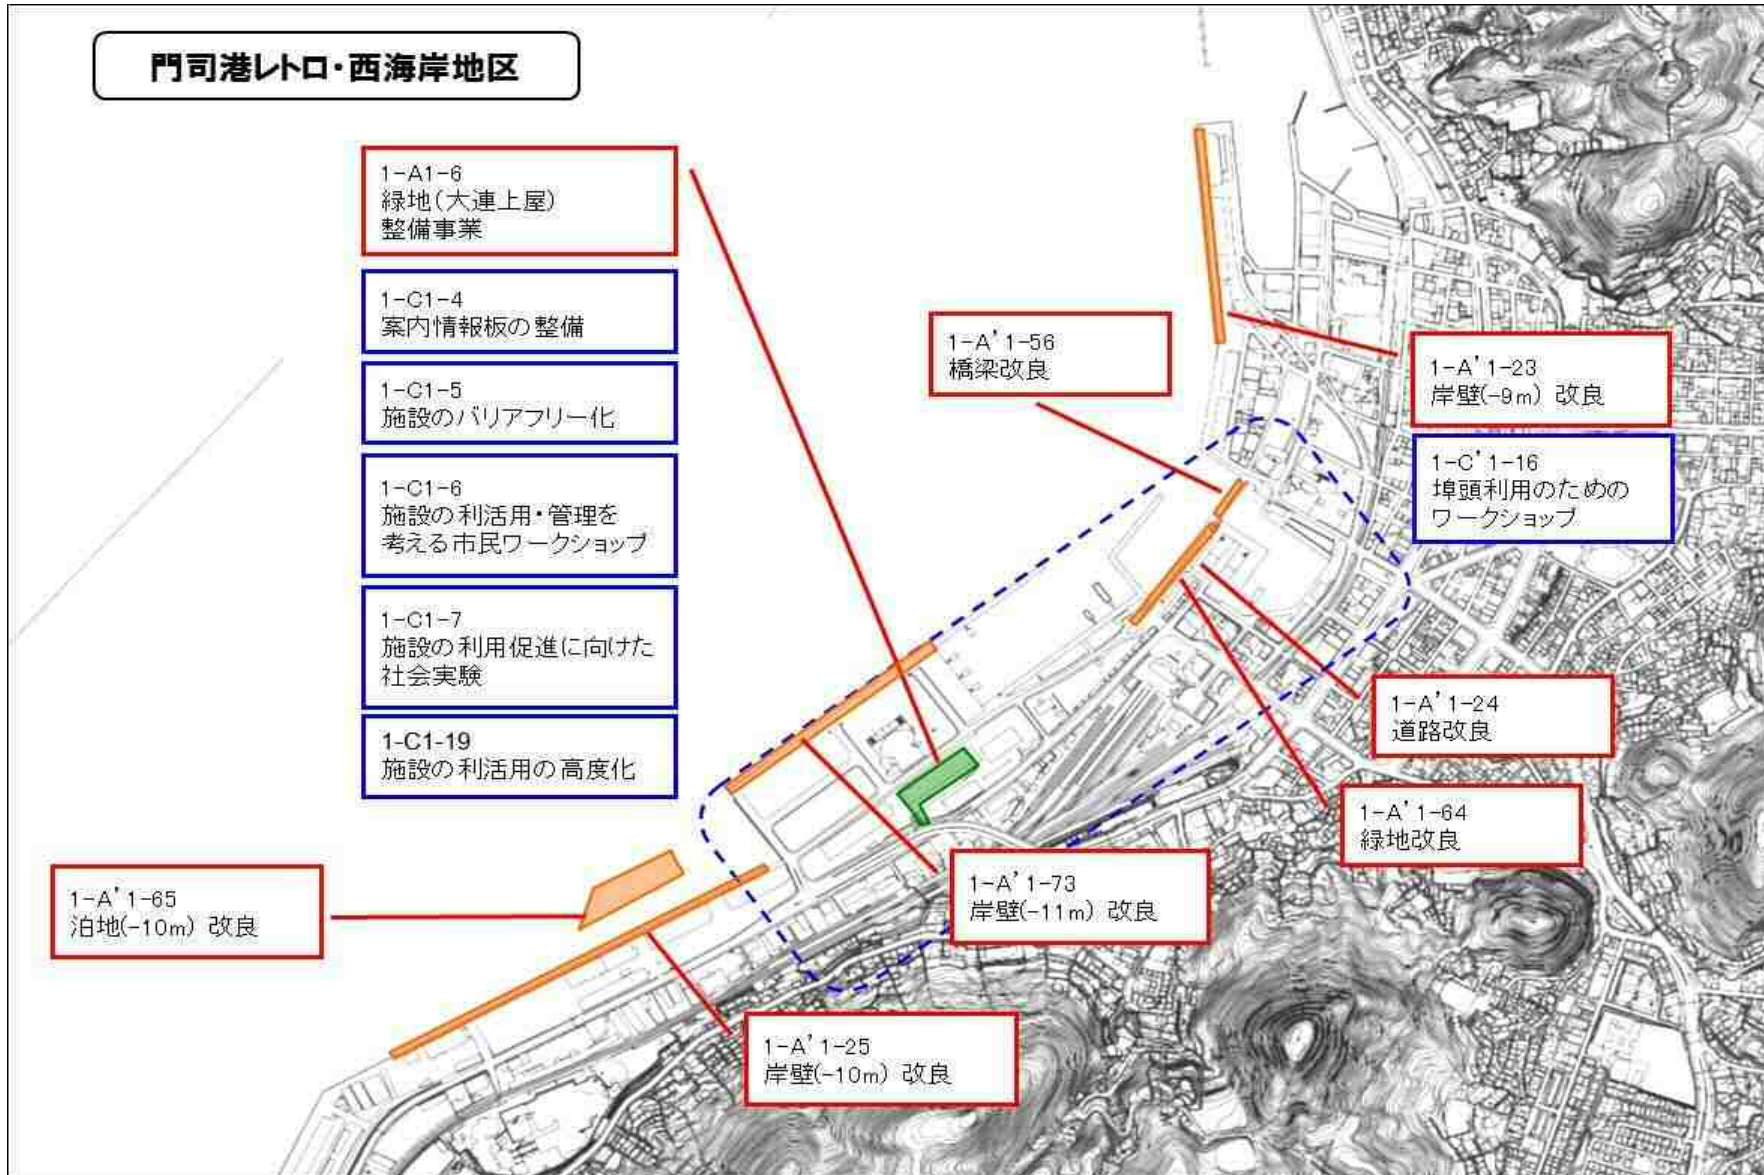 門司港レトロ・西海岸地区
1-A1-6
緑地(大連上屋)
整備事業
1-C1-4
案内情報板の整備
1-C1-5
施設のバリアフリー化
1-C1-6
施設の利活用・管理を
考える市民ワークショップ
1-C1-7
施設の利用促進に向けた
社会実験
1-C1-19
施設の利活用の高度化
1-A'1-56
橋梁改良
1-A'1-23
岸壁(-9m) 改良
1-C'1-16
埠頭利用のための
ワークショップ
1-A'1-24
道路改良
1-A'1-64
緑地改良
1-A'1-73
岸壁(-11m) 改良
1-A'1-65
泊地(-10m) 改良
1-A'1-25
岸壁(-10m) 改良